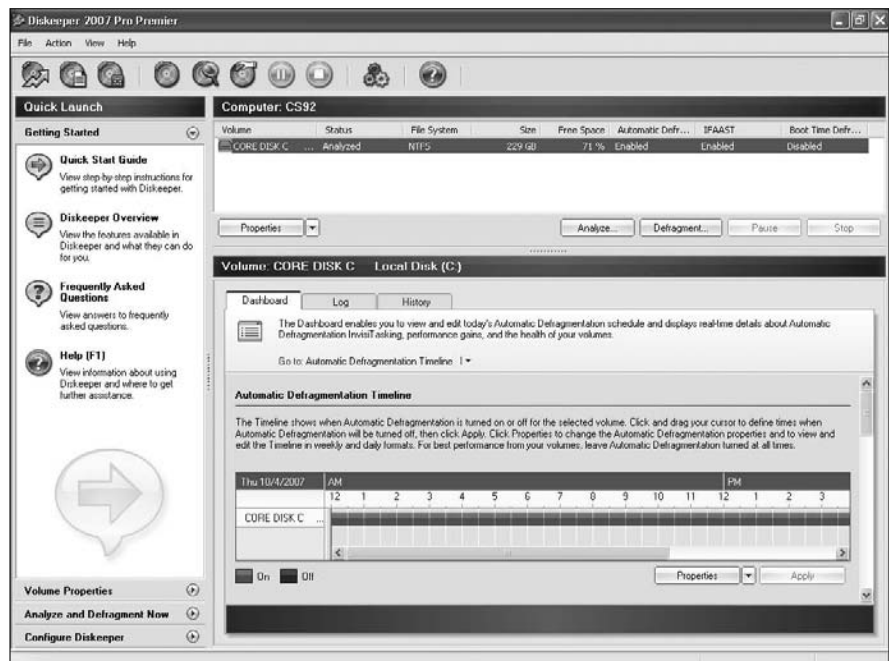 Diskeeper 2007 Pro Premier
File Action View Help
Quick Launch
Getting Started
Quick Start Guide
View step-by-step instructions for
getting started with Diskeeper.
Diskeeper Overview
View the features available in
Diskeeper and what they can do
for you.
Frequently Asked
Questions
View answers to frequently
asked questions.
Help (F1)
View information about using
Diskeeper and where to get
further assistance.
Volume Properties
Analyze and Defragment Now
Configure Diskeeper
Computer: CS92
Volume Status File System Size Free Space Automatic Defr... IFAAST Boot Time Defr...
CORE DISK C ... Analyzed NTFS 229 GB 71 % Enabled Enabled Disabled
Properties Analyze... Defragment... Pause Stop
Volume: CORE DISK C Local Disk (C:)
Dashboard Log History
The Dashboard enables you to view and edit today's Automatic Defragmentation schedule and displays real-time details about Automatic
Defragmentation InvisiTasking, performance gains, and the health of your volumes.
Go to: Automatic Defragmentation Timeline
Automatic Defragmentation Timeline
The Timeline shows when Automatic Defragmentation is turned on or off for the selected volume. Click and drag your cursor to define times when
Automatic Defragmentation will be turned off, then click Apply. Click Properties to change the Automatic Defragmentation properties and to view and
edit the Timeline in weekly and daily formats. For best performance from your volumes, leave Automatic Defragmentation turned at all times.
Thu 10/4/2007 AM PM
12 1 2 3 4 5 6 7 8 9 10 11 12 1 2 3
CORE DISK C ...
On Off
Properties Apply